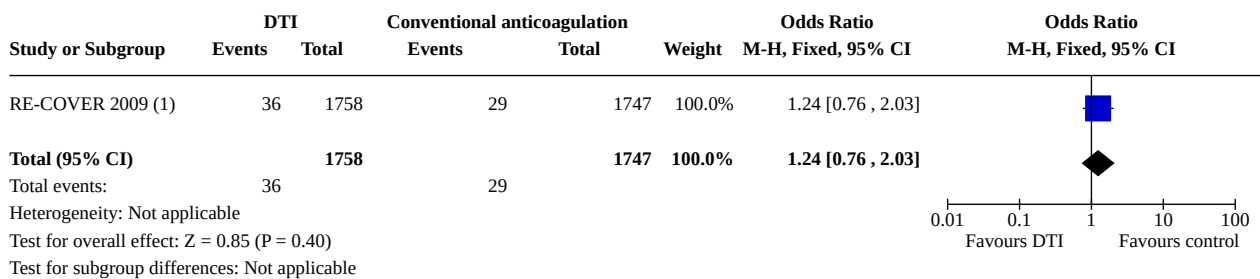 DTI Conventional anticoagulation Odds Ratio Odds Ratio
Study or Subgroup Events Total Events Total Weight M-H, Fixed, 95% CI M-H, Fixed, 95% CI
RE-COVER 2009 (1) 36 1758 29 1747 100.0% 1.24 [0.76 , 2.03]
Total (95% CI) 1758 1747 100.0% 1.24 [0.76 , 2.03]
Total events: 36 29
Heterogeneity: Not applicable
0.01 0.1 1 10 100
Test for overall effect: Z = 0.85 (P = 0.40) Favours DTI Favours control
Test for subgroup differences: Not applicable